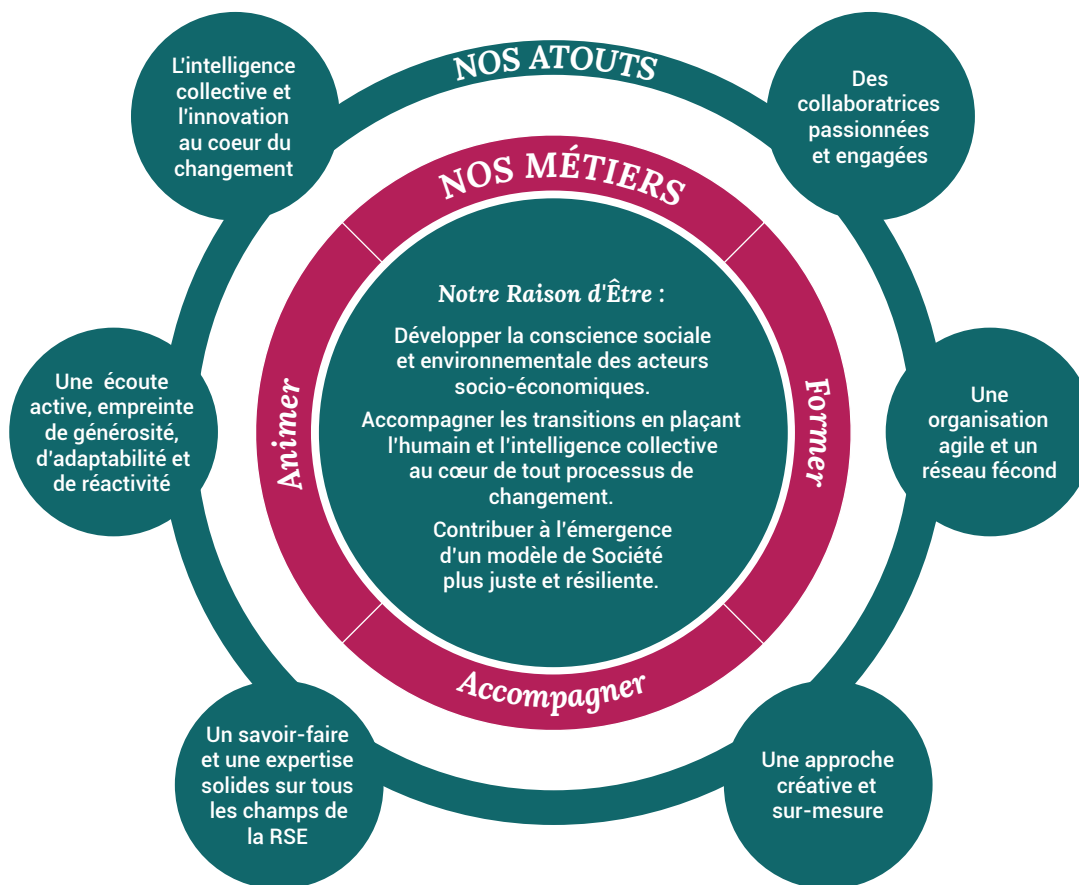 NOS ATOUTS
L'intelligence
collective et
l'innovation
au coeur du
changement
Des
collaboratrices
passionnées
et engagées
NOS MÉTIERS
Notre Raison d'Être :
Développer la conscience sociale
et environnementale des acteurs
socio-économiques.
Accompagner les transitions en plaçant
l'humain et l'intelligence collective
au cœur de tout processus de
changement.
Contribuer à l'émergence
d'un modèle de Société
plus juste et résiliente.
Animer
Former
Accompagner
Une écoute
active, empreinte
de générosité,
d'adaptabilité et
de réactivité
Une
organisation
agile et un
réseau fécond
Un savoir-faire
et une expertise
solides sur tous
les champs de
la RSE
Une approche
créative et
sur-mesure